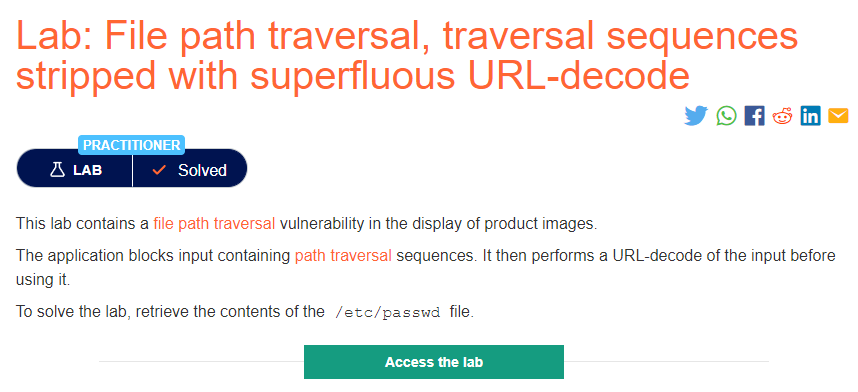 Lab: File path traversal, traversal sequences
stripped with superfluous URL-decode
PRACTITIONER
LAB Solved
This lab contains a file path traversal vulnerability in the display of product images.
The application blocks input containing path traversal sequences. It then performs a URL-decode of the input before
using it.
To solve the lab, retrieve the contents of the /etc/passwd file.
Access the lab